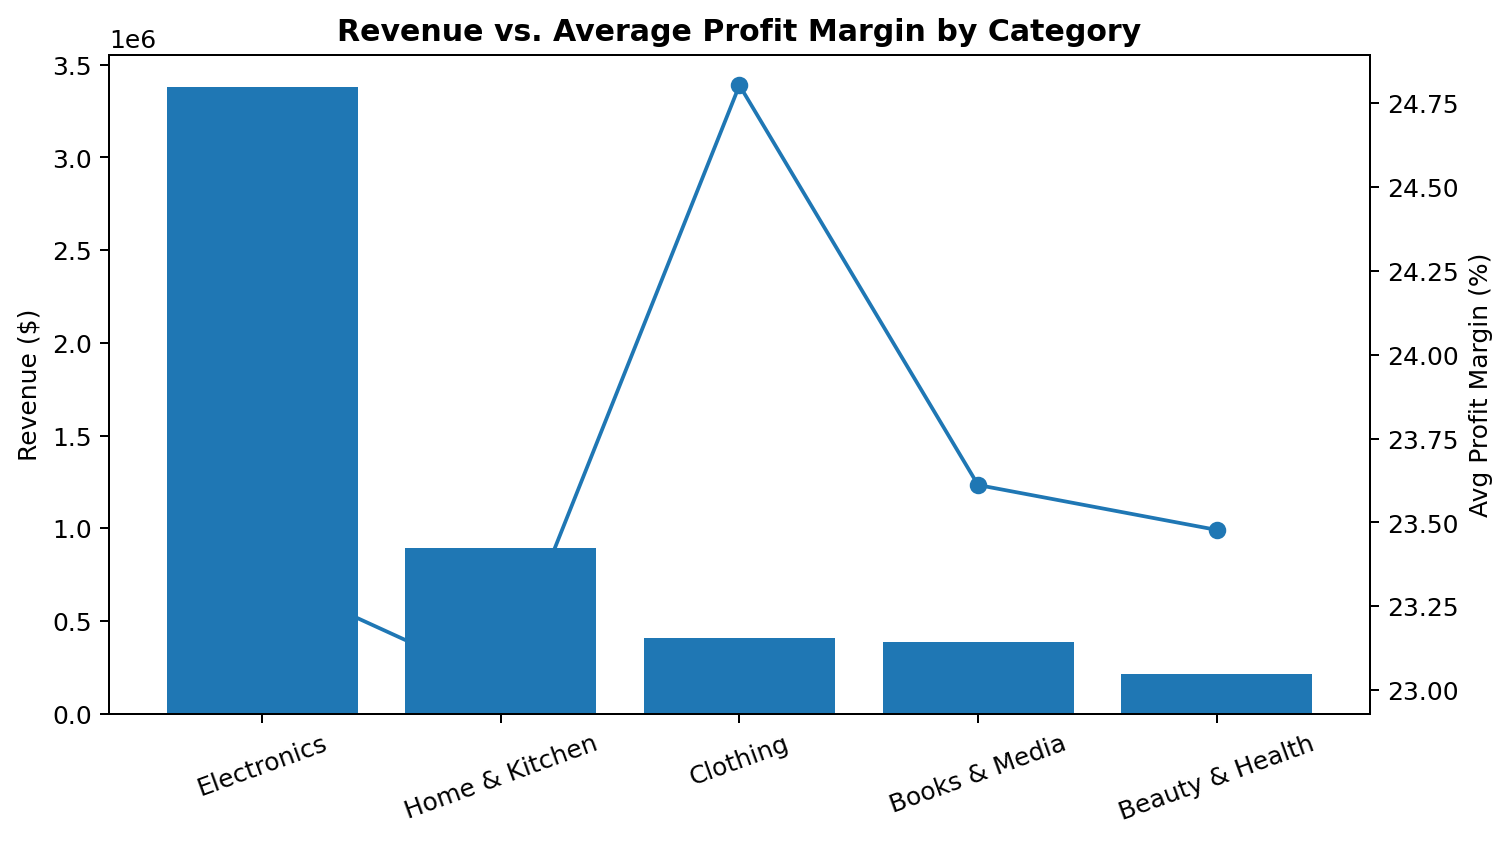 Revenue vs. Average Profit Margin by Category
1e6
3.5
3.0
2.5
2.0
1.5
1.0
0.5
0.0
Revenue ($)
24.75
24.50
24.25
24.00
23.75
23.50
23.25
23.00
Avg Profit Margin (%)
Electronics
Home & Kitchen
Clothing
Books & Media
Beauty & Health